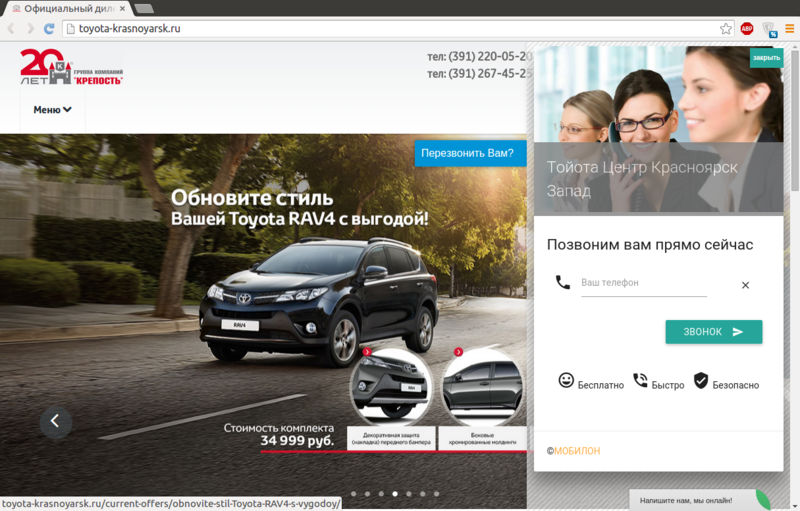 Официальный дил
toyota-krasnoyarsk.ru
ABP
%
20
ЛЕТ
К
ГРУППА КОМПАНИЙ
"КРЕПОСТЬ"
тел: (391) 220-05-20
тел: (391) 267-45-25
Меню
Перезвонить Вам?
Обновите стиль
Вашей Toyota RAV4 с выгодой!
RAV4
Стоимость комплекта
34 999 руб.
Декоративная защита
(накладка) переднего бампера
Боковые
хромированные молдинги
закрыть
Тойота Центр Красноярск
Запад
Позвоним вам прямо сейчас
Ваш телефон
ЗВОНОК
Бесплатно
Быстро
Безопасно
©МОБИЛОН
toyota-krasnoyarsk.ru/current-offers/obnovite-stil-Toyota-RAV4-s-vygodoy/
Напишите нам, мы онлайн!